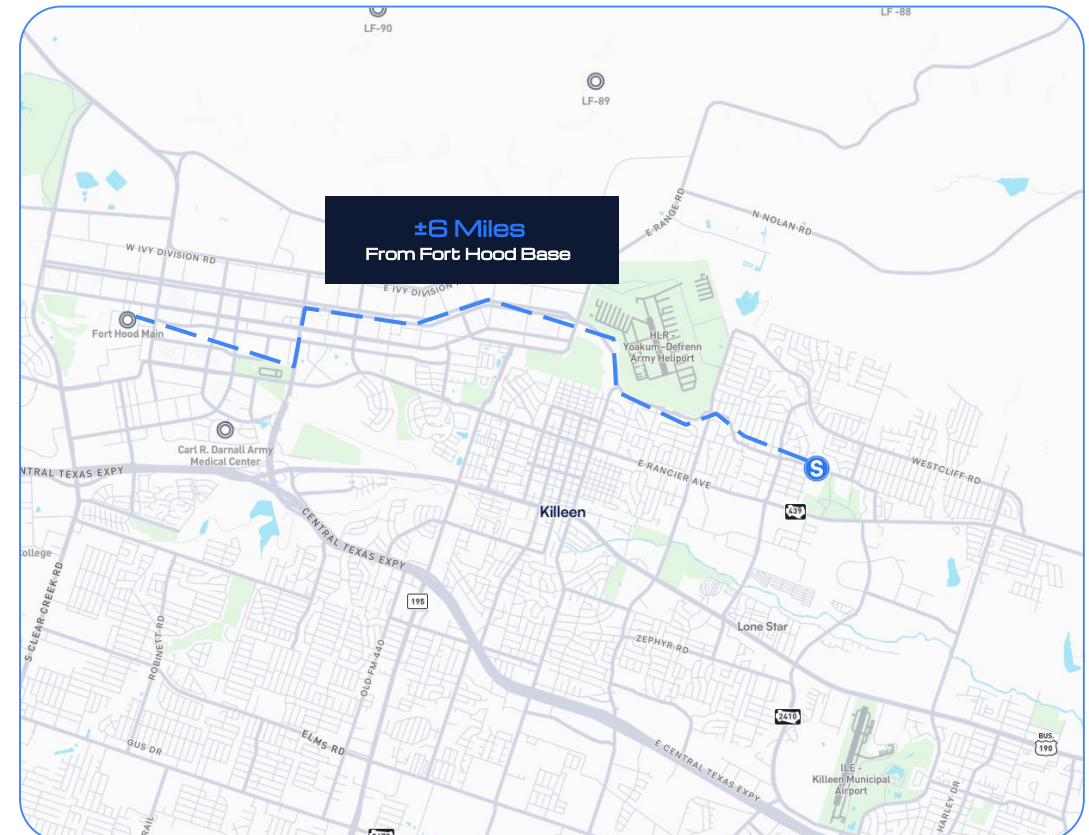 LF-90
LF -88
LF-89
±6 Miles
From Fort Hood Base
E RANGE RD
N NOLAN RD
W IVY DIVISION RD
E IVY DIVISION
Fort Hood Main
HLR -
Yoakum-Defrenn
Army Heliport
Carl R. Darnall Army
Medical Center
NTRAL TEXAS EXPY
E RANCIER AVE
S
WESTCLIFF RD
439
Killeen
CENTRAL TEXAS EXPY
ollege
195
S CLEAR CREEK RD
ROBINETT RD
OLD FM 440
Lone Star
ZEPHYR RD
2410
ELMS RD
GUS DR
E CENTRAL TEXAS EXPY
BUS.
190
ILE -
Killeen Municipal
Airport
HARLEY DR
RAIL